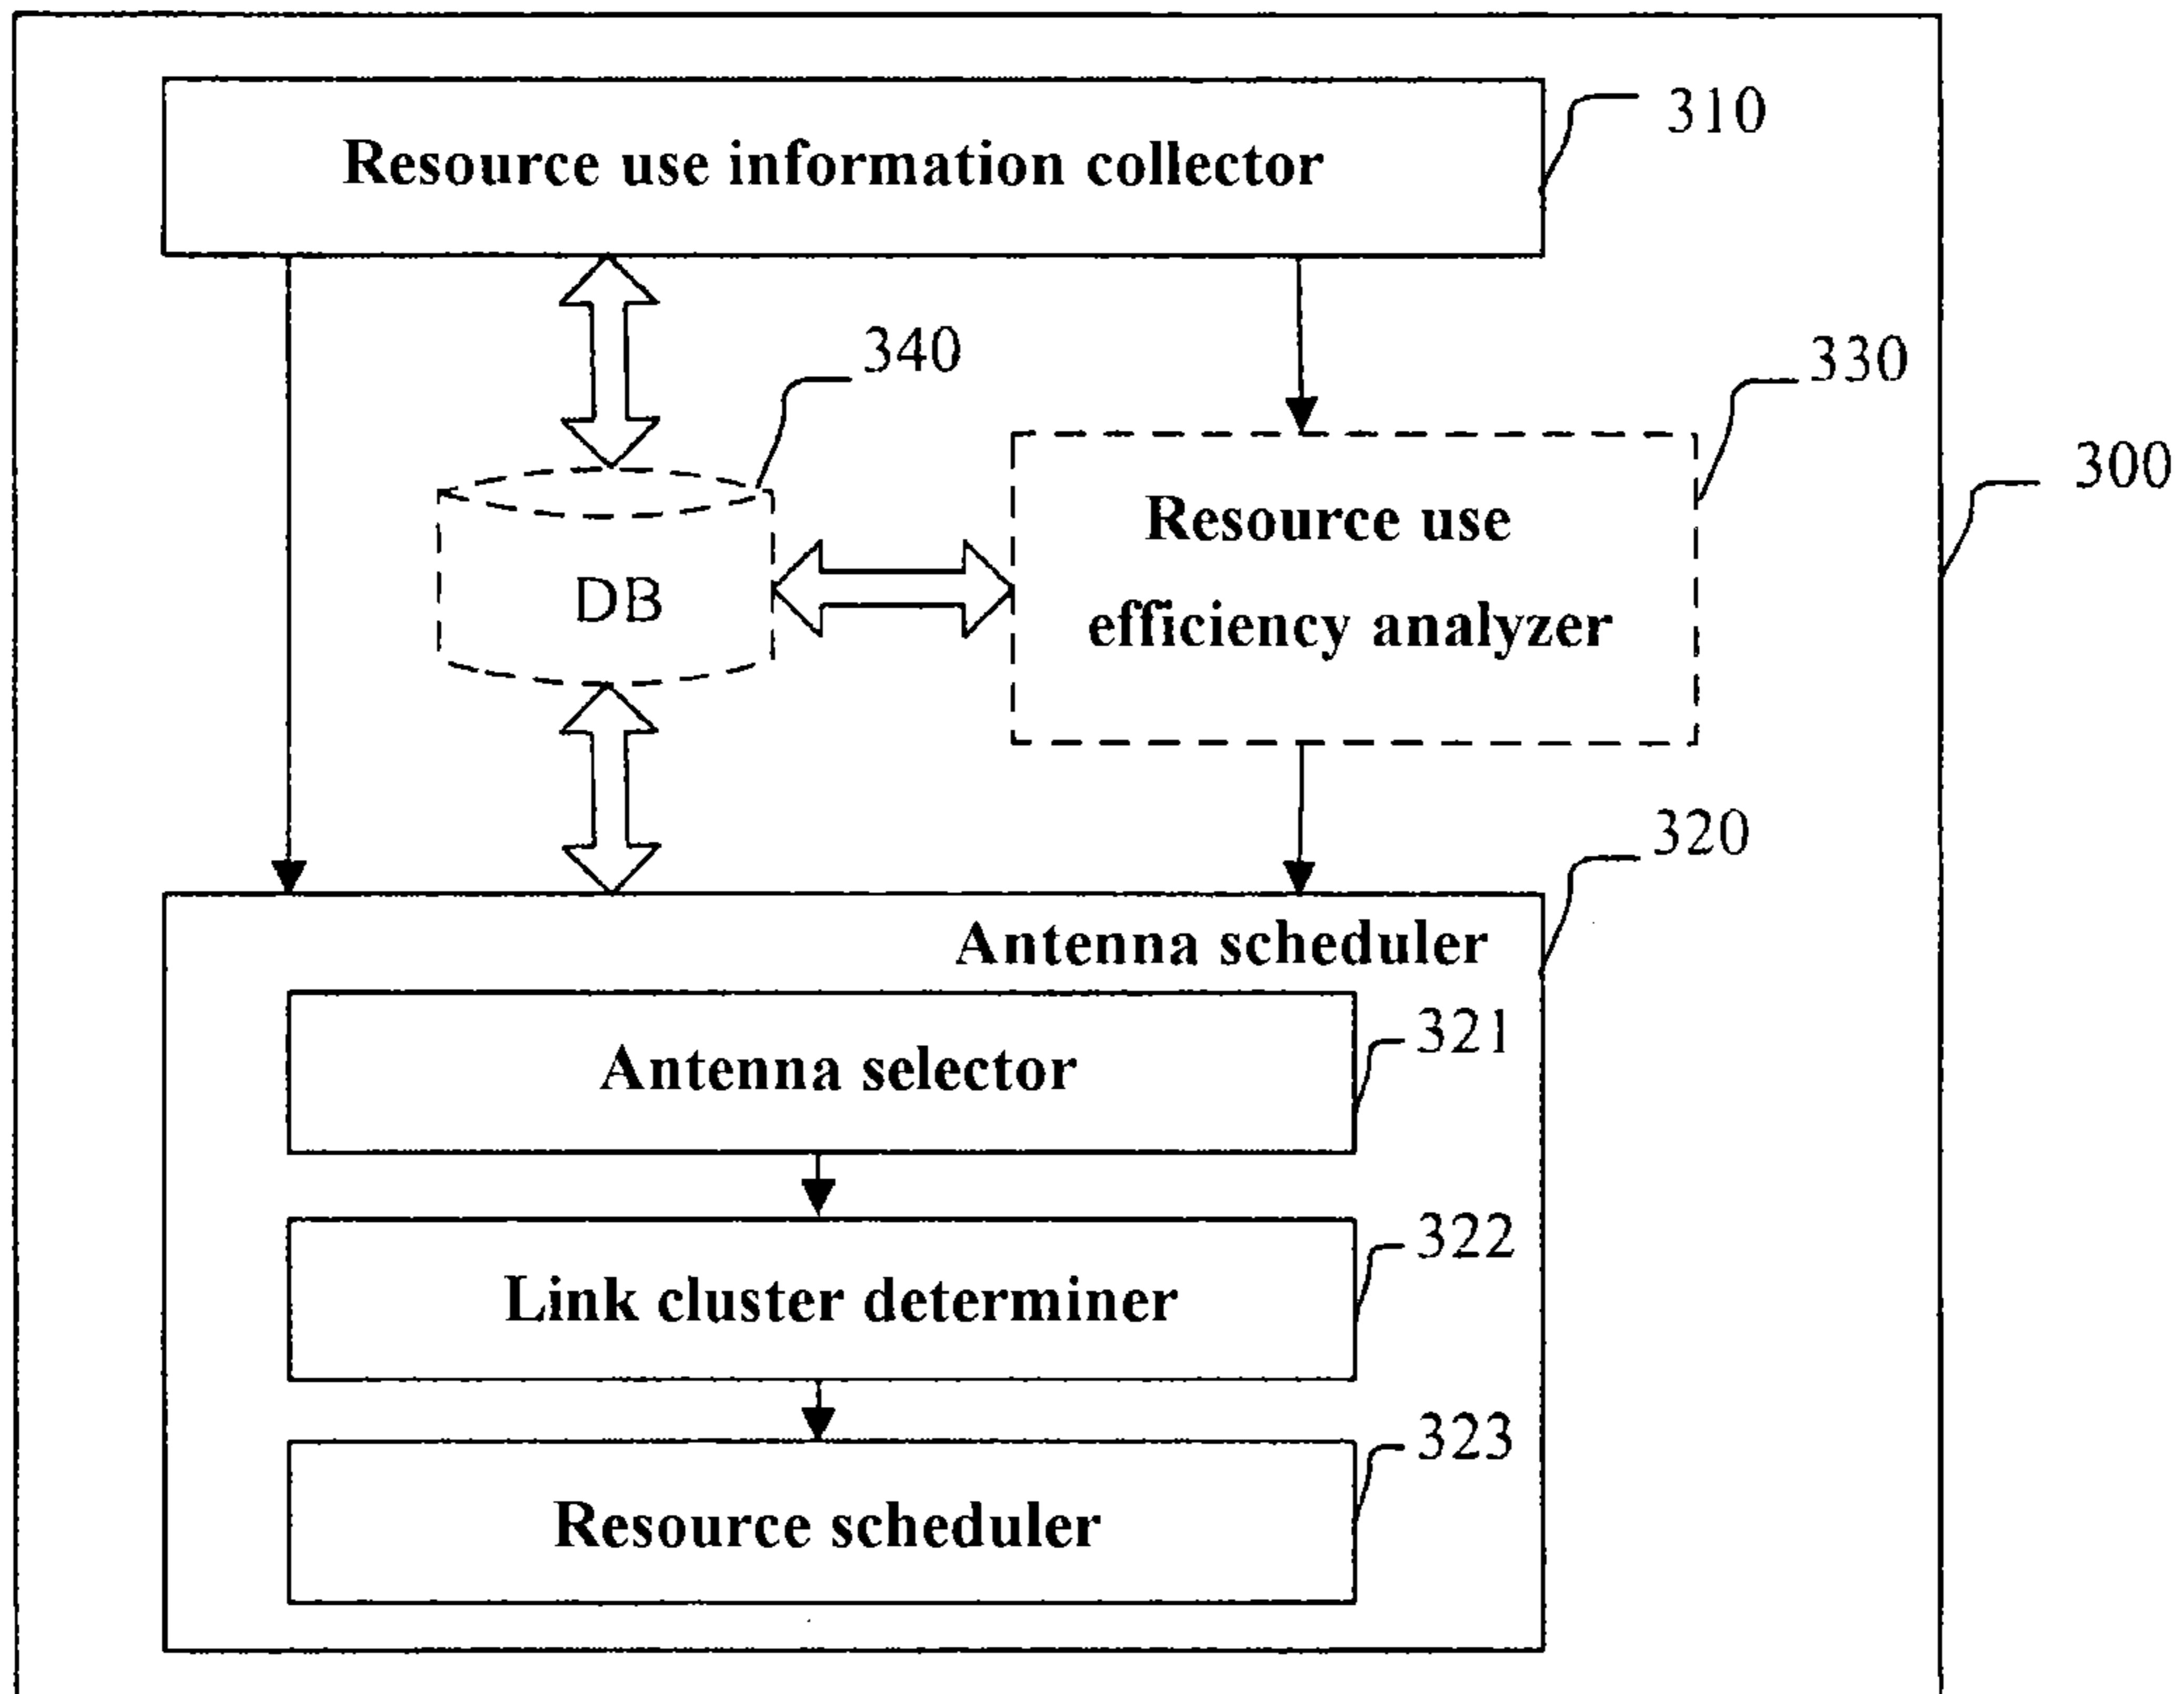 Resource use information collector
310
340
330
300
Resource use
efficiency analyzer
DB
320
Antenna scheduler
321
Antenna selector
322
Link cluster determiner
323
Resource scheduler